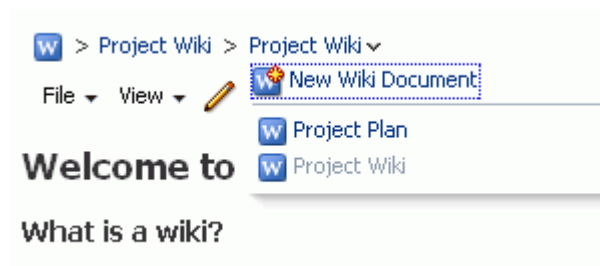 W > Project Wiki > Project Wiki
W New Wiki Document
File View
W Project Plan
Welcome to
W Project Wiki
What is a wiki?